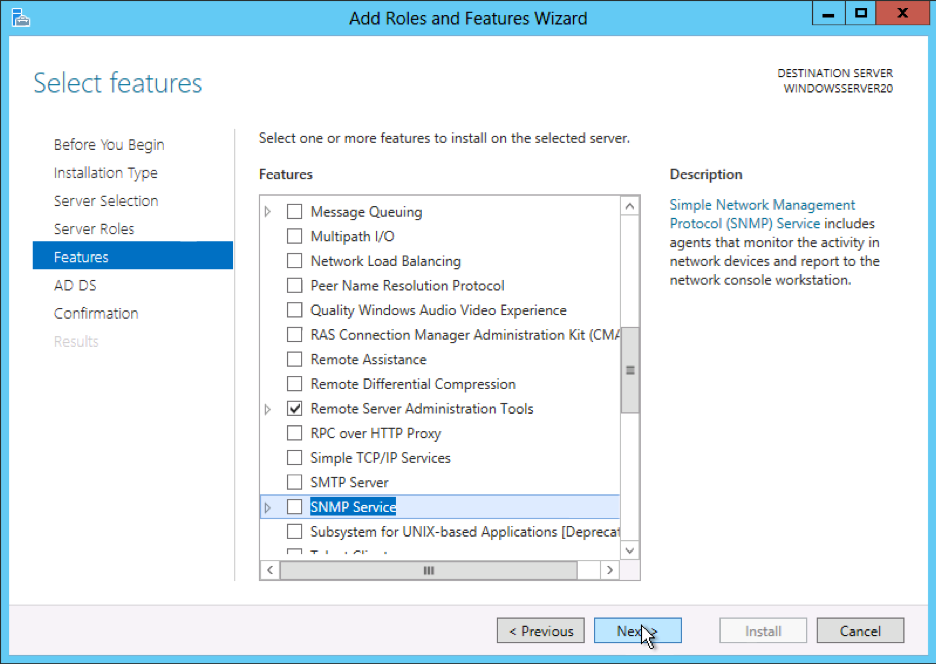 Add Roles and Features Wizard
Select features
DESTINATION SERVER
WINDOWSSERVER20
Before You Begin
Installation Type
Server Selection
Server Roles
Features
AD DS
Confirmation
Results
Select one or more features to install on the selected server.
Features
Message Queuing
Multipath I/O
Network Load Balancing
Peer Name Resolution Protocol
Quality Windows Audio Video Experience
RAS Connection Manager Administration Kit (CMA
Remote Assistance
Remote Differential Compression
Remote Server Administration Tools
RPC over HTTP Proxy
Simple TCP/IP Services
SMTP Server
SNMP Service
Subsystem for UNIX-based Applications [Deprecat
Description
Simple Network Management
Protocol (SNMP) Service includes
agents that monitor the activity in
network devices and report to the
network console workstation.
< Previous
Next >
Install
Cancel